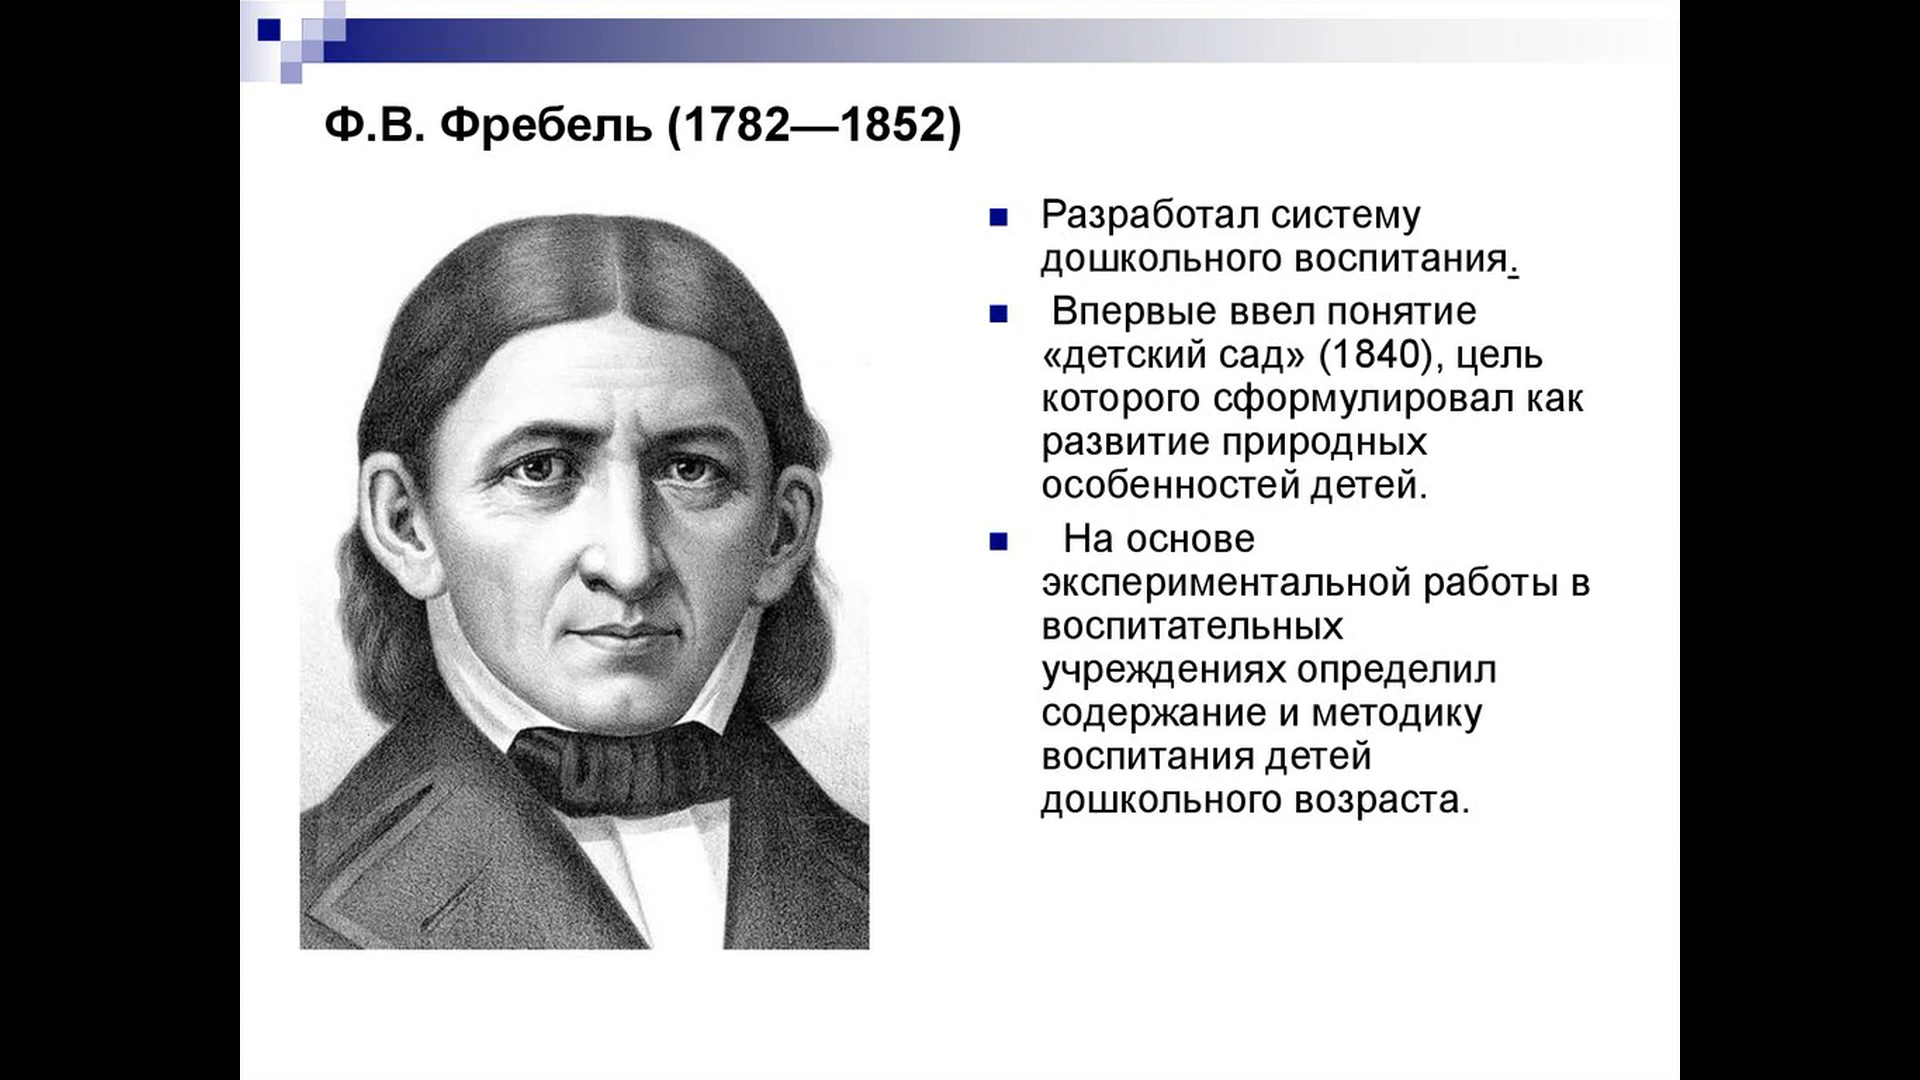 Ф.В. Фребель (1782—1852)
Разработал систему
дошкольного воспитания.
Впервые ввел понятие
«детский сад» (1840), цель
которого сформулировал как
развитие природных
особенностей детей.
На основе
экспериментальной работы в
воспитательных
учреждениях определил
содержание и методику
воспитания детей
дошкольного возраста.